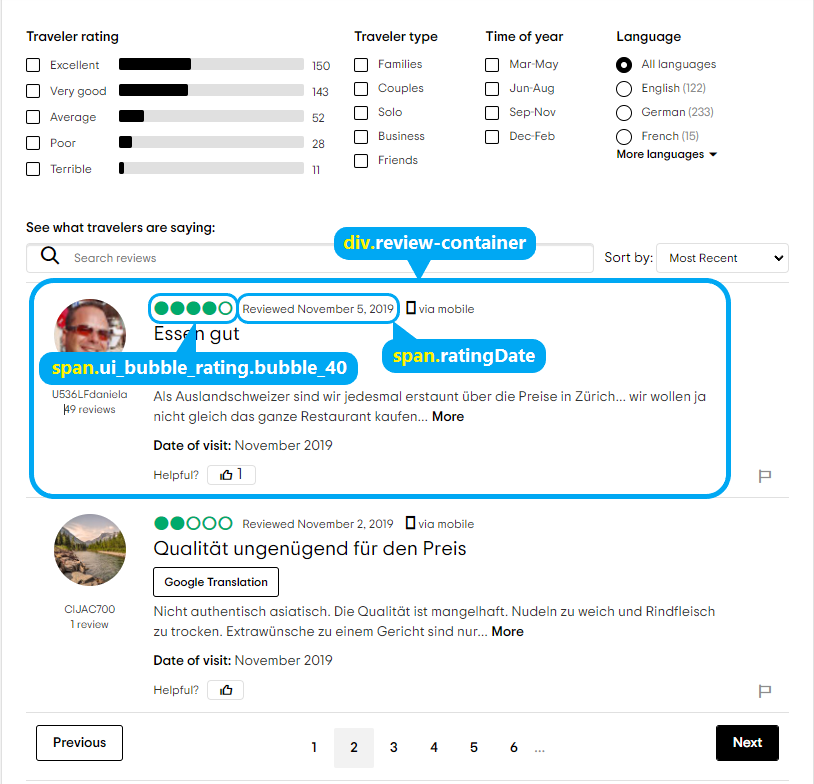 Traveler rating
Excellent 150
Very good 143
Average 52
Poor 28
Terrible 11
Traveler type
Families
Couples
Solo
Business
Friends
Time of year
Mar-May
Jun-Aug
Sep-Nov
Dec-Feb
Language
All languages
English (122)
German (233)
French (15)
More languages
See what travelers are saying:
div.review-container
Search reviews
Sort by: Most Recent
Reviewed November 5, 2019 via mobile
Essen gut
span.ui_bubble_rating.bubble_40
span.ratingDate
U536LFdaniela
49 reviews
Als Auslandschweizer sind wir jedesmal erstaunt über die Preise in Zürich... wir wollen ja
nicht gleich das ganze Restaurant kaufen... More
Date of visit: November 2019
Helpful? 1
Reviewed November 2, 2019 via mobile
Qualität ungenügend für den Preis
Google Translation
CIJAC700
1 review
Nicht authentisch asiatisch. Die Qualität ist mangelhaft. Nudeln zu weich und Rindfleisch
zu trocken. Extrawünsche zu einem Gericht sind nur... More
Date of visit: November 2019
Helpful?
Previous 1 2 3 4 5 6 ... Next